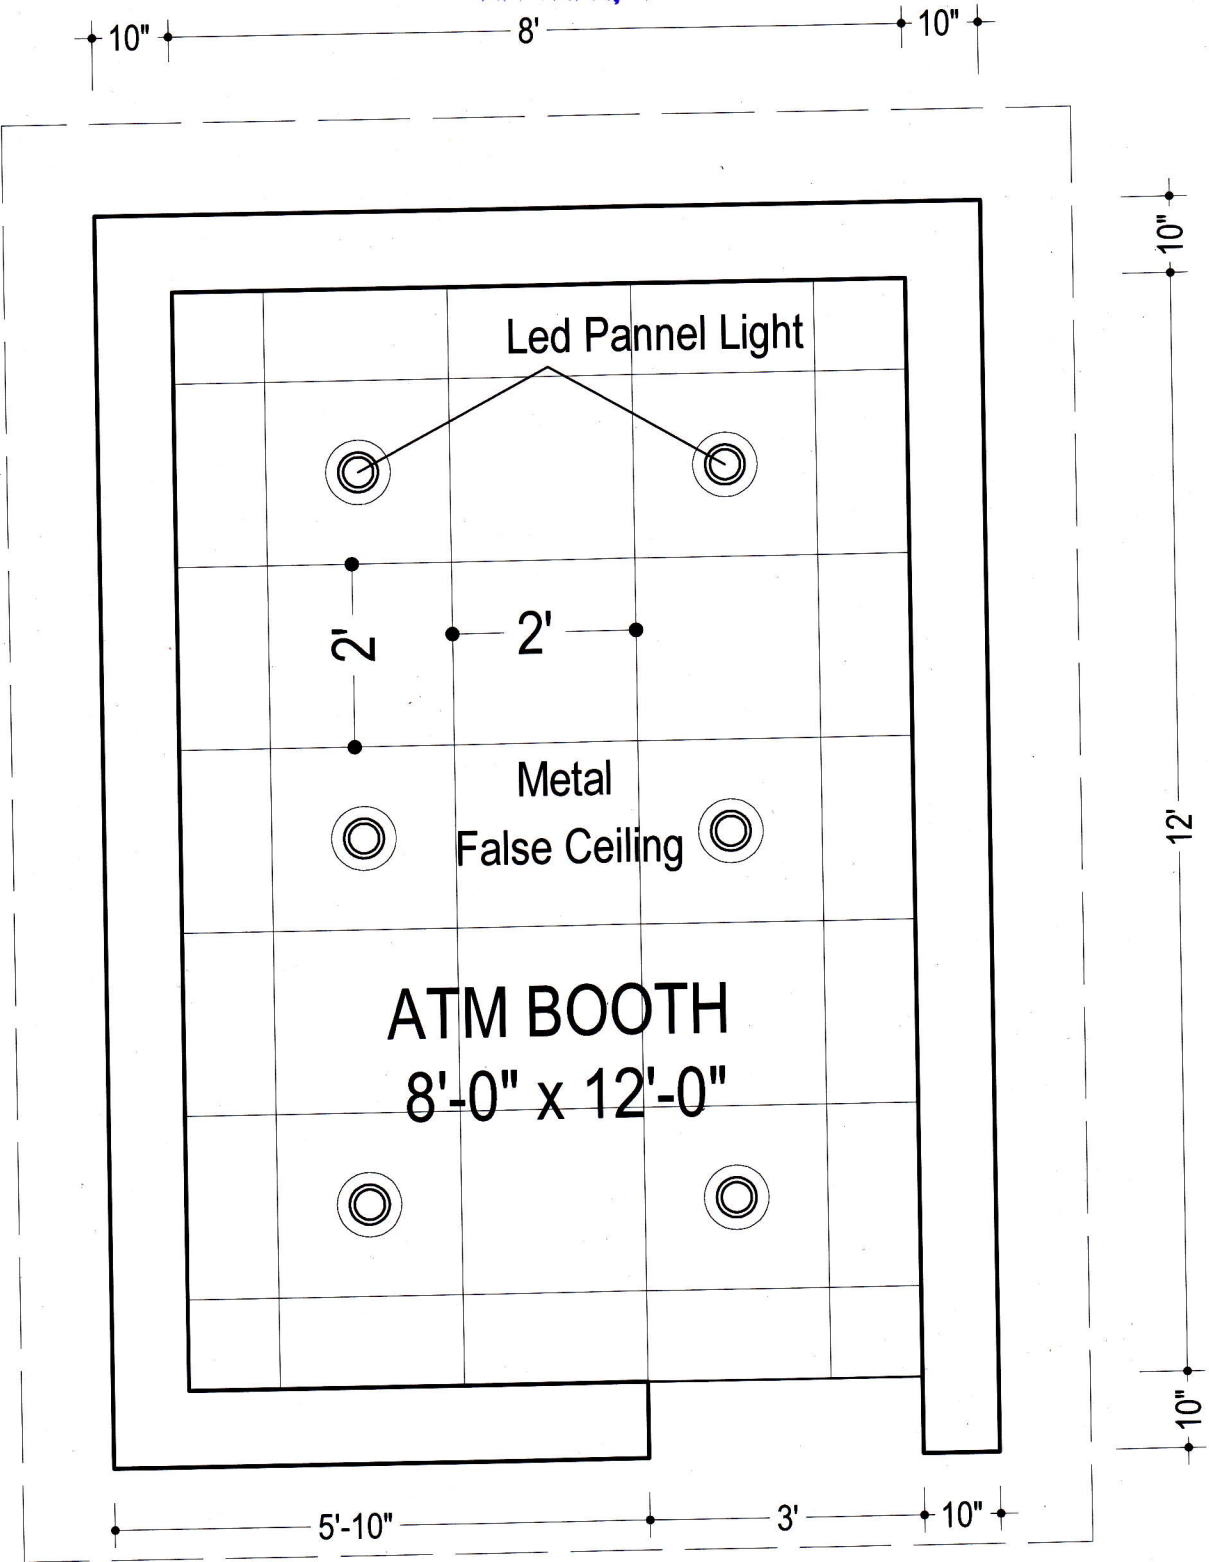 10" 8' 10"
10"
Led Pannel Light
2' 2'
Metal
False Ceiling
12'
ATM BOOTH
8'-0" x 12'-0"
10"
5'-10" 3' 10"